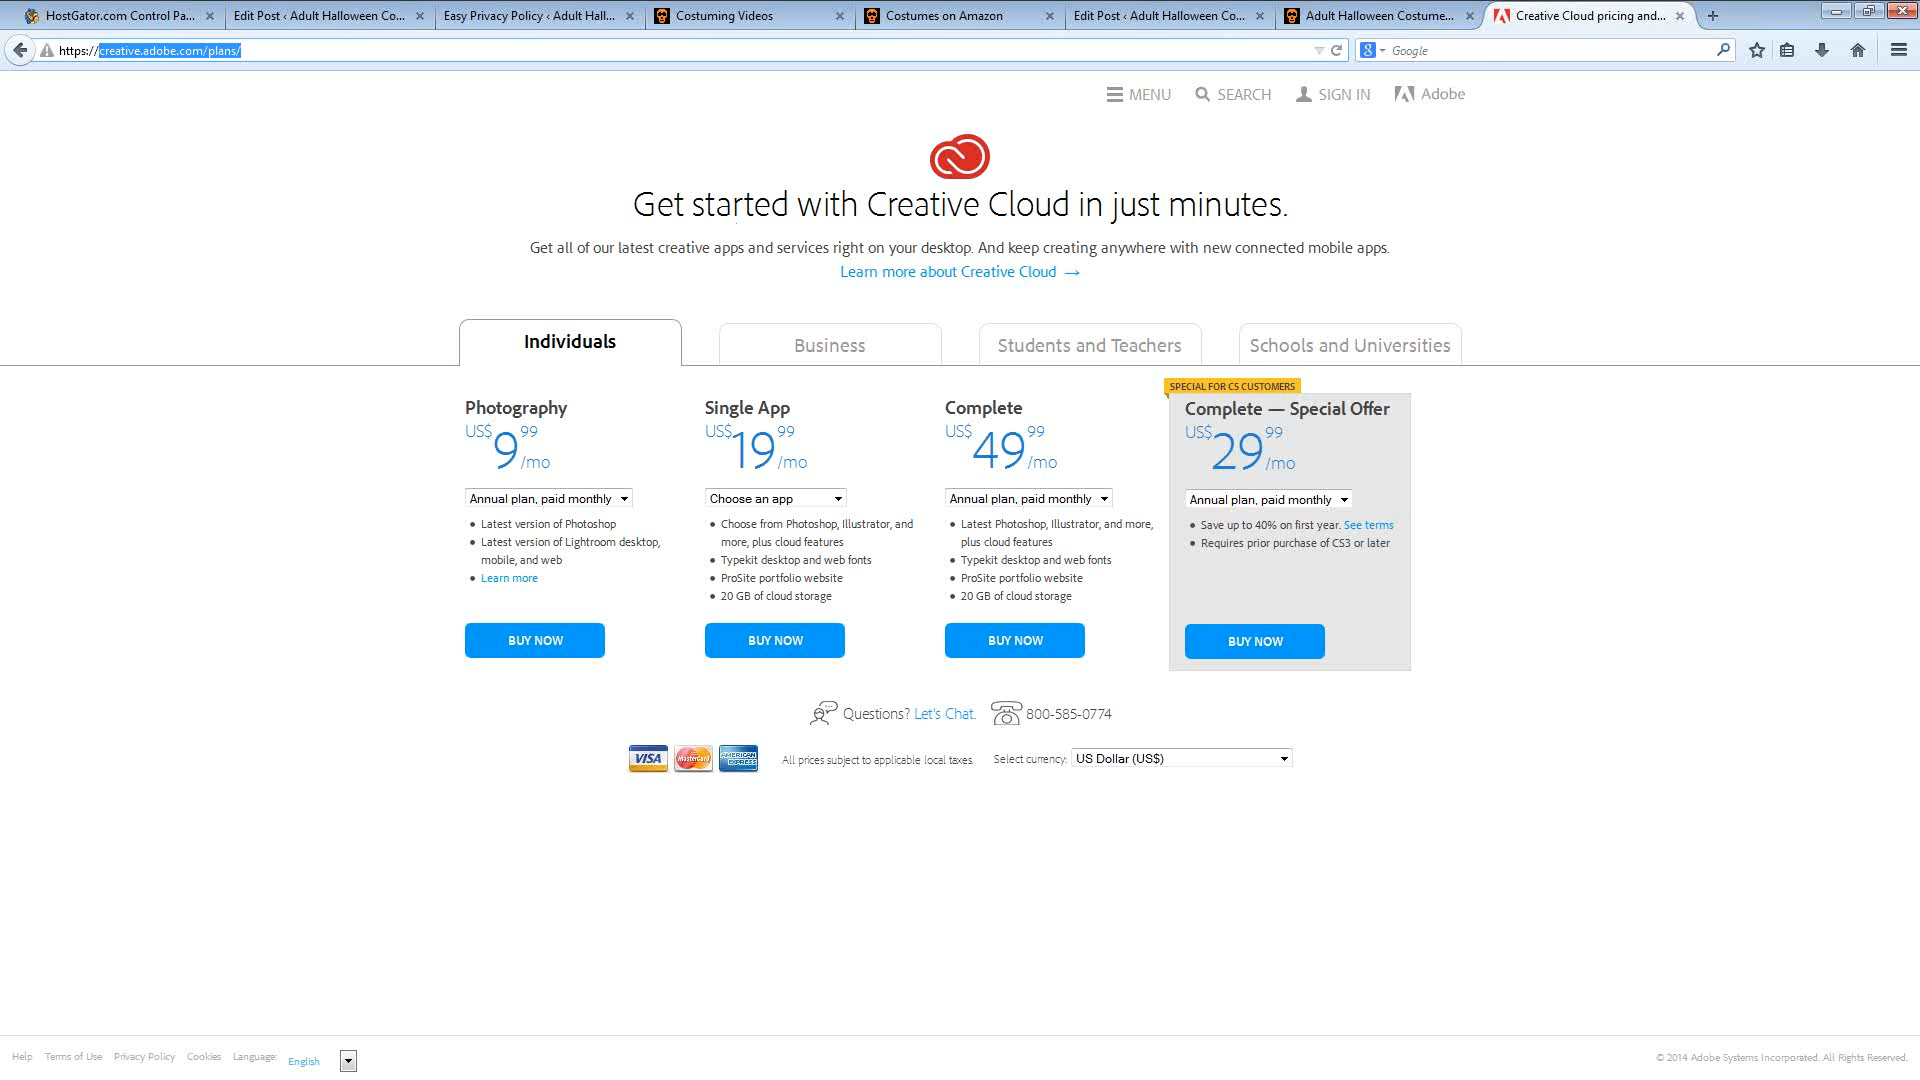 HostGator.com Control Pa...
Edit Post ‹ Adult Halloween Co...
Easy Privacy Policy ‹ Adult Hall...
Costuming Videos
Costumes on Amazon
Edit Post ‹ Adult Halloween Co...
Adult Halloween Costume...
Creative Cloud pricing and...
https://creative.adobe.com/plans/
Google
MENU
SEARCH
SIGN IN
Adobe
Get started with Creative Cloud in just minutes.
Get all of our latest creative apps and services right on your desktop. And keep creating anywhere with new connected mobile apps.
Learn more about Creative Cloud →
Individuals
Business
Students and Teachers
Schools and Universities
Photography
US$9.99/mo
Annual plan, paid monthly
• Latest version of Photoshop
• Latest version of Lightroom desktop,
mobile, and web
• Learn more
BUY NOW
Single App
US$19.99/mo
Choose an app
• Choose from Photoshop, Illustrator, and
more, plus cloud features
• Typekit desktop and web fonts
• ProSite portfolio website
• 20 GB of cloud storage
BUY NOW
Complete
US$49.99/mo
Annual plan, paid monthly
• Latest Photoshop, Illustrator, and more,
plus cloud features
• Typekit desktop and web fonts
• ProSite portfolio website
• 20 GB of cloud storage
BUY NOW
SPECIAL FOR CS CUSTOMERS
Complete — Special Offer
US$29.99/mo
Annual plan, paid monthly
• Save up to 40% on first year. See terms
• Requires prior purchase of CS3 or later
BUY NOW
Questions? Let's Chat.
800-585-0774
VISA
MasterCard
AMERICAN EXPRESS
All prices subject to applicable local taxes.
Select currency: US Dollar (US$)
Help Terms of Use Privacy Policy Cookies Language: English
© 2014 Adobe Systems Incorporated. All Rights Reserved.